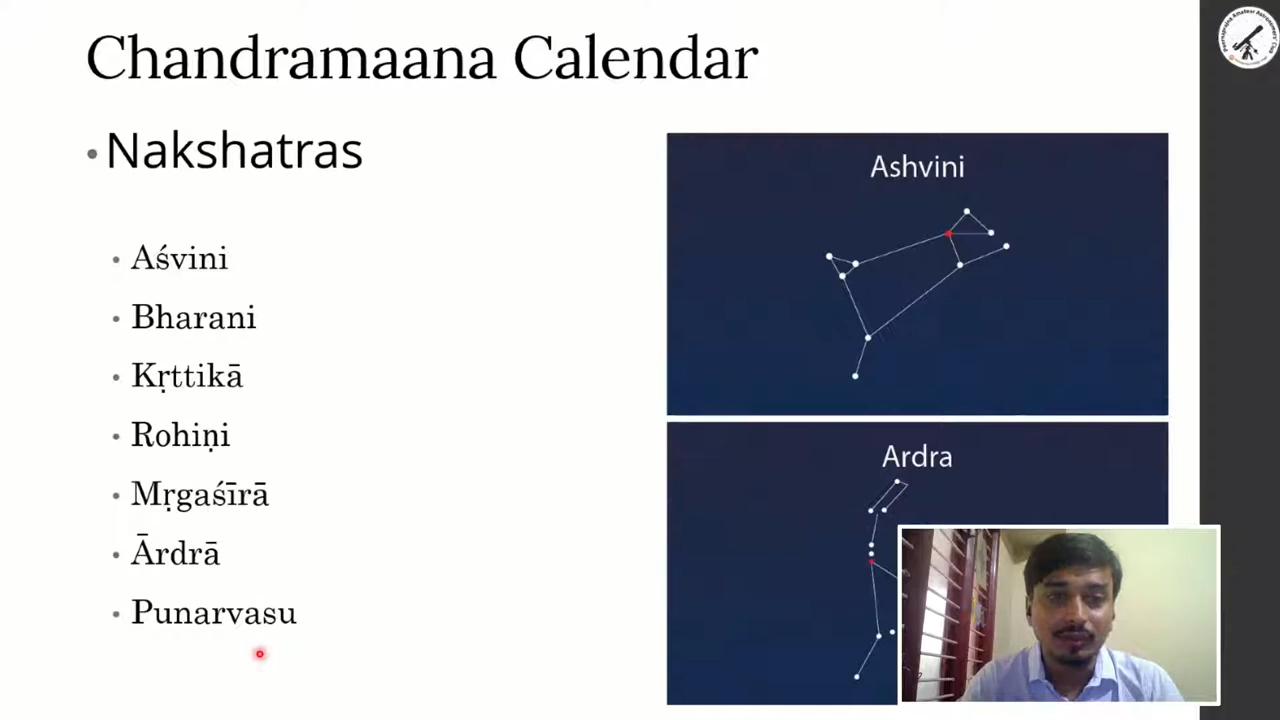 Chandramaana Calendar
• Nakshatras
• Aśvini
• Bharani
• Kṛttikā
• Rohiṇi
• Mṛgaśīrā
• Ārdrā
• Punarvasu
Ashvini
Ardra